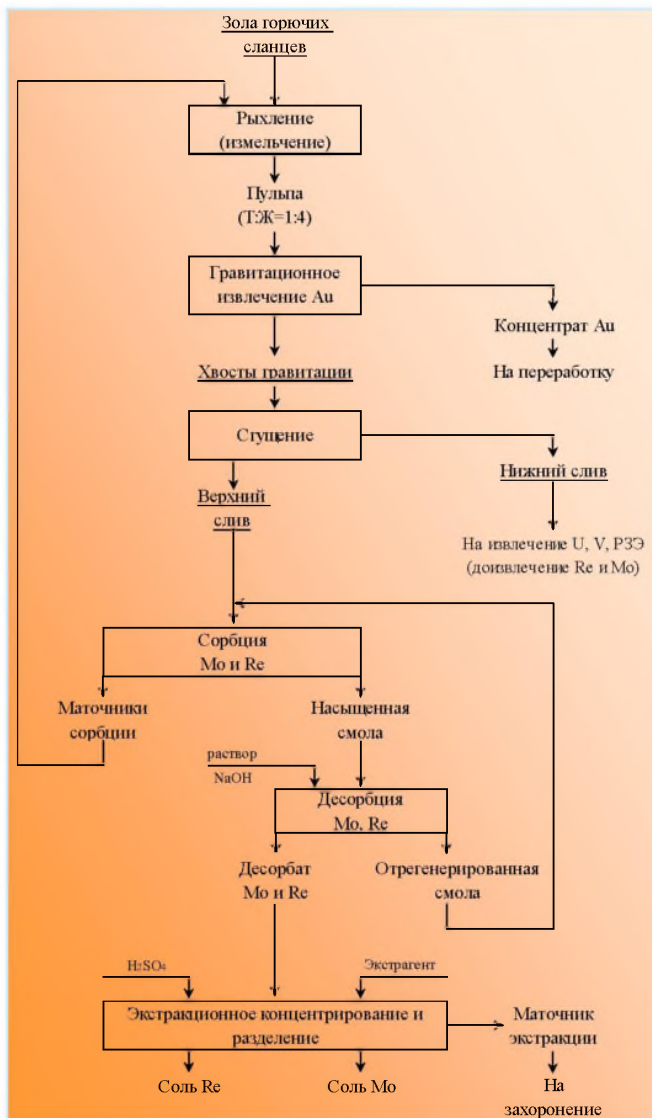 Зола горючих
сланцев
Рыхление
(измельчение)
Пульпа
(Т:Ж=1:4)
Гравитационное
извлечение Au
Концентрат Au
Хвосты гравитации
На переработку
Сгущение
Нижний слив
Верхний
слив
На извлечение U, V, РЗЭ
(доизвлечение Re и Mo)
Сорбция
Mo и Re
Маточники
сорбции
Насыщенная
смола
раствор
NaOH
Десорбция
Mo, Re
Десорбат
Mo и Re
Отрегенерированная
смола
H2SO4
Экстрагент
Экстракционное концентрирование и
разделение
Маточник
экстракции
Соль Re
Соль Mo
На
захоронение